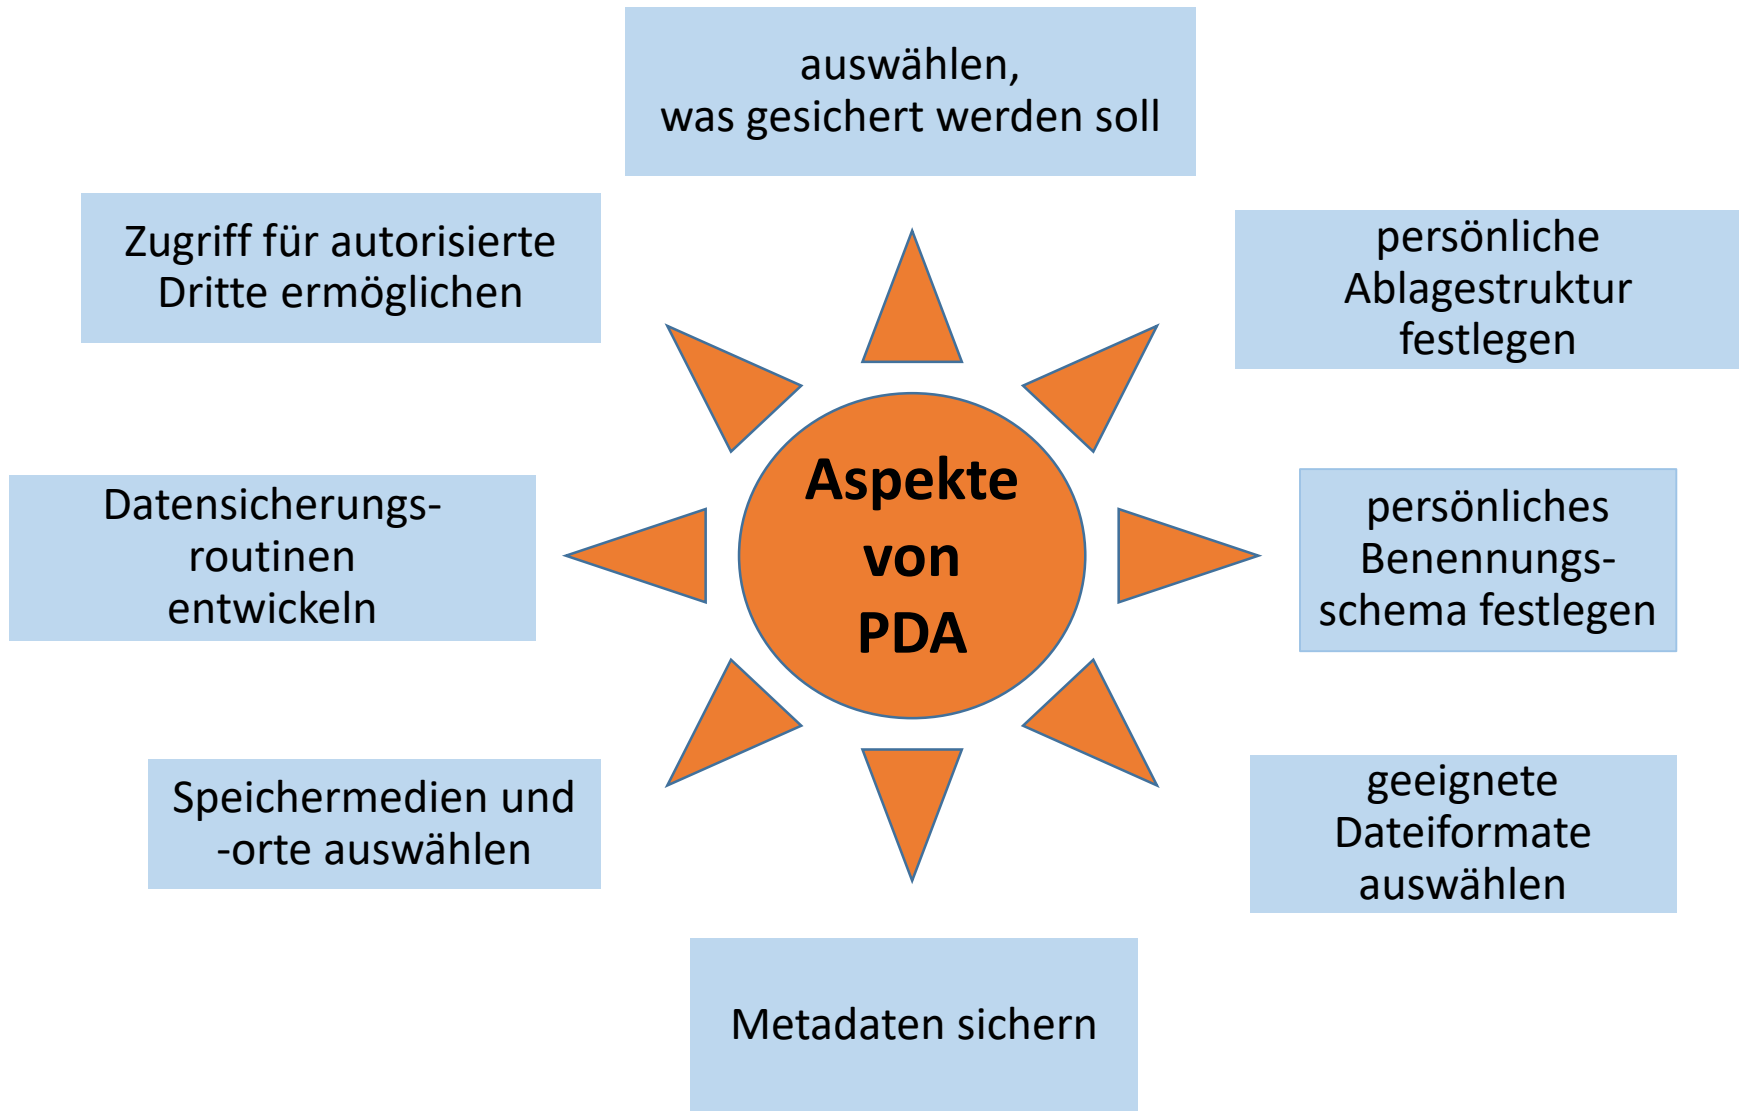 auswählen,
was gesichert werden soll
Zugriff für autorisierte
Dritte ermöglichen
persönliche
Ablagestruktur
festlegen
Datensicherungs-
routinen
entwickeln
Aspekte
von
PDA
persönliches
Benennungs-
schema festlegen
Speichermedien und
-orte auswählen
geeignete
Dateiformate
auswählen
Metadaten sichern